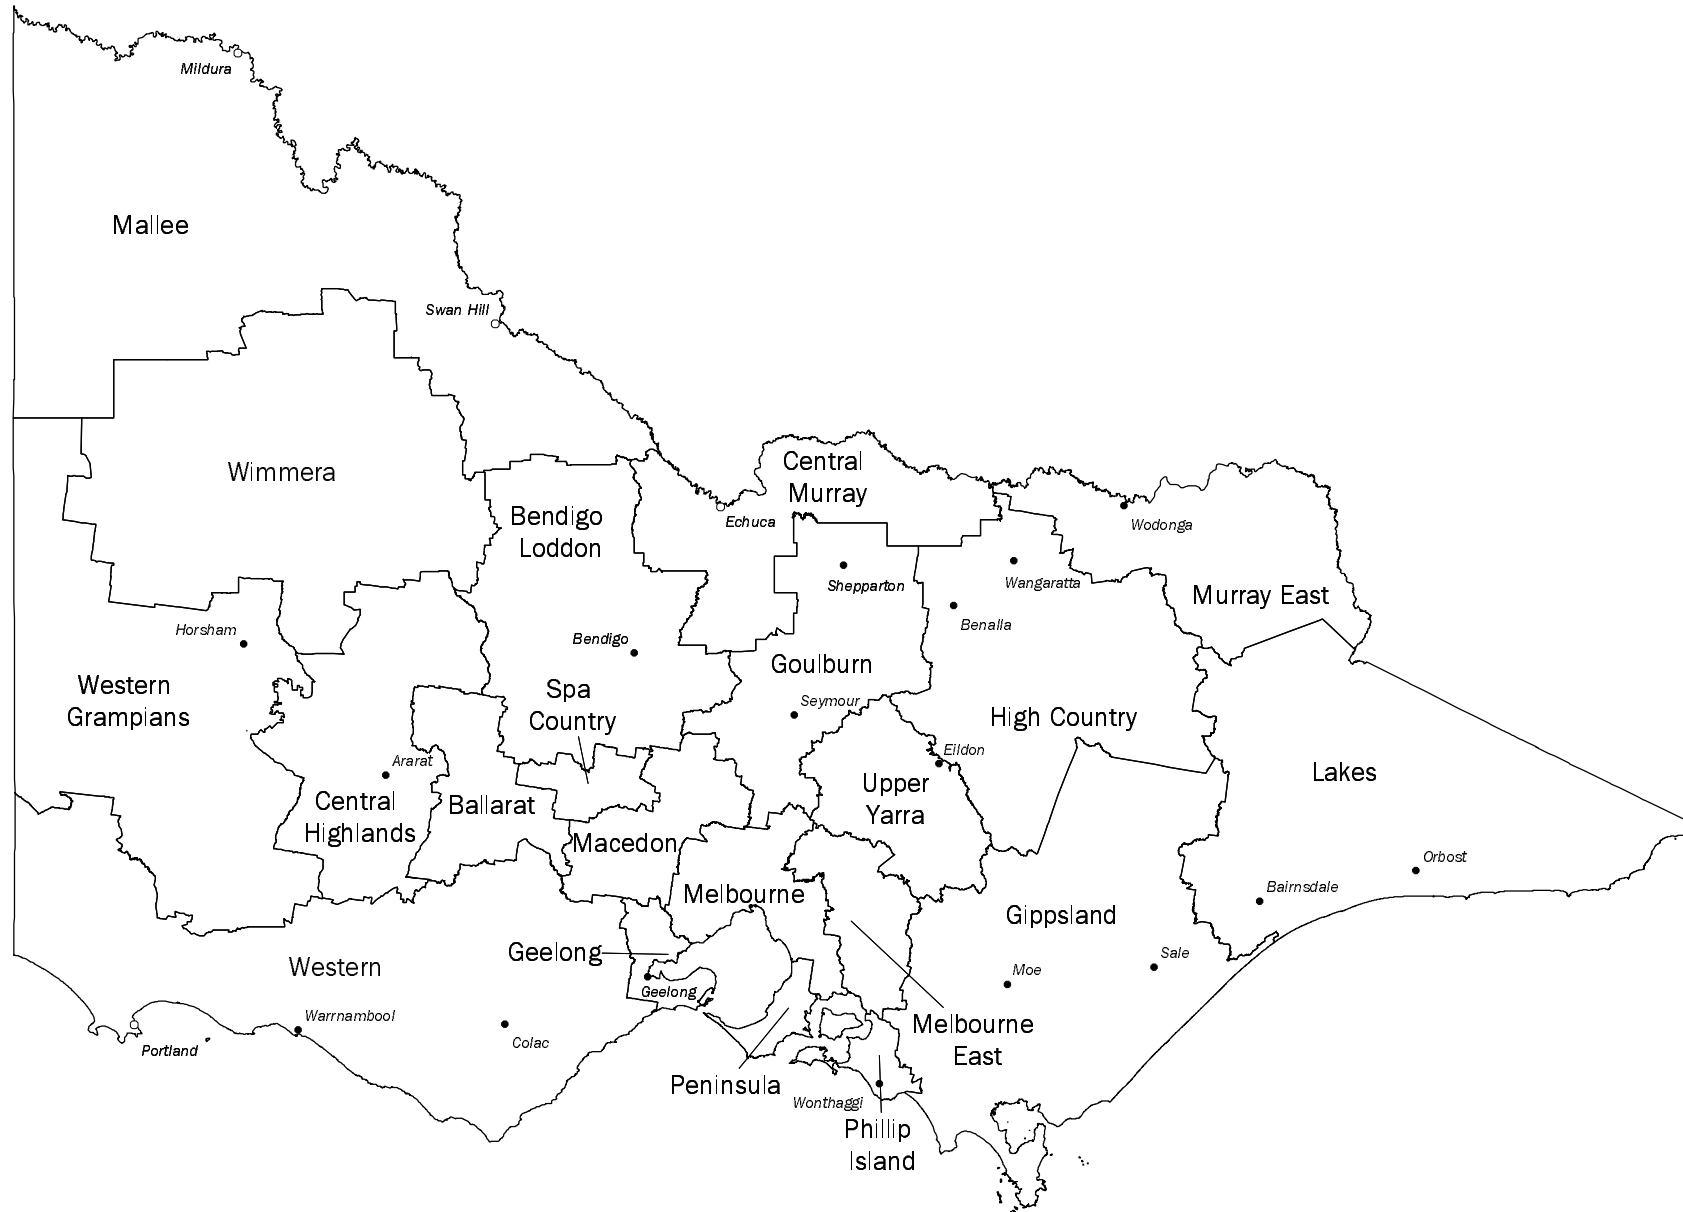 Mildura
Mallee
Swan Hill
Wimmera
Central
Murray
Bendigo
Loddon
Echuca
Wodonga
Shepparton
Wangaratta
Murray East
Benalla
Horsham
Bendigo
Goulburn
Western
Grampians
Spa
Country
Seymour
High Country
Eildon
Ararat
Lakes
Upper
Yarra
Central
Highlands
Ballarat
Macedon
Orbost
Melbourne
Bairnsdale
Gippsland
Geelong
Western
Sale
Moe
Geelong
Warrnambool
Melbourne
East
Colac
Portland
Peninsula
Wonthaggi
Phillip
Island